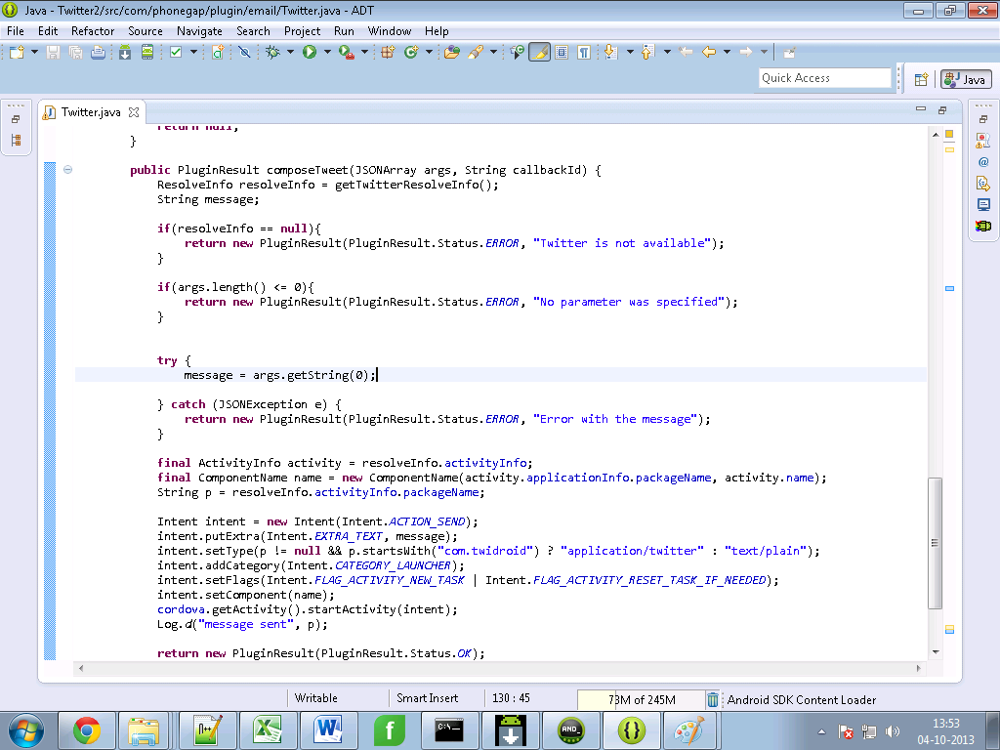 Java - Twitter2/src/com/phonegap/plugin/email/Twitter.java - ADT
File Edit Refactor Source Navigate Search Project Run Window Help
Quick Access
Java
Twitter.java
return null;
}
public PluginResult composeTweet(JSONArray args, String callbackId) {
ResolveInfo resolveInfo = getTwitterResolveInfo();
String message;
if(resolveInfo == null){
return new PluginResult(PluginResult.Status.ERROR, "Twitter is not available");
}
if(args.length() <= 0){
return new PluginResult(PluginResult.Status.ERROR, "No parameter was specified");
}
try {
message = args.getString(0);
} catch (JSONException e) {
return new PluginResult(PluginResult.Status.ERROR, "Error with the message");
}
final ActivityInfo activity = resolveInfo.activityInfo;
final ComponentName name = new ComponentName(activity.applicationInfo.packageName, activity.name);
String p = resolveInfo.activityInfo.packageName;
Intent intent = new Intent(Intent.ACTION_SEND);
intent.putExtra(Intent.EXTRA_TEXT, message);
intent.setType(p != null && p.startsWith("com.twidroid") ? "application/twitter" : "text/plain");
intent.addCategory(Intent.CATEGORY_LAUNCHER);
intent.setFlags(Intent.FLAG_ACTIVITY_NEW_TASK | Intent.FLAG_ACTIVITY_RESET_TASK_IF_NEEDED);
intent.setComponent(name);
cordova.getActivity().startActivity(intent);
Log.d("message sent", p);
return new PluginResult(PluginResult.Status.OK);
Writable Smart Insert 130 : 45 73M of 245M Android SDK Content Loader
13:53
04-10-2013